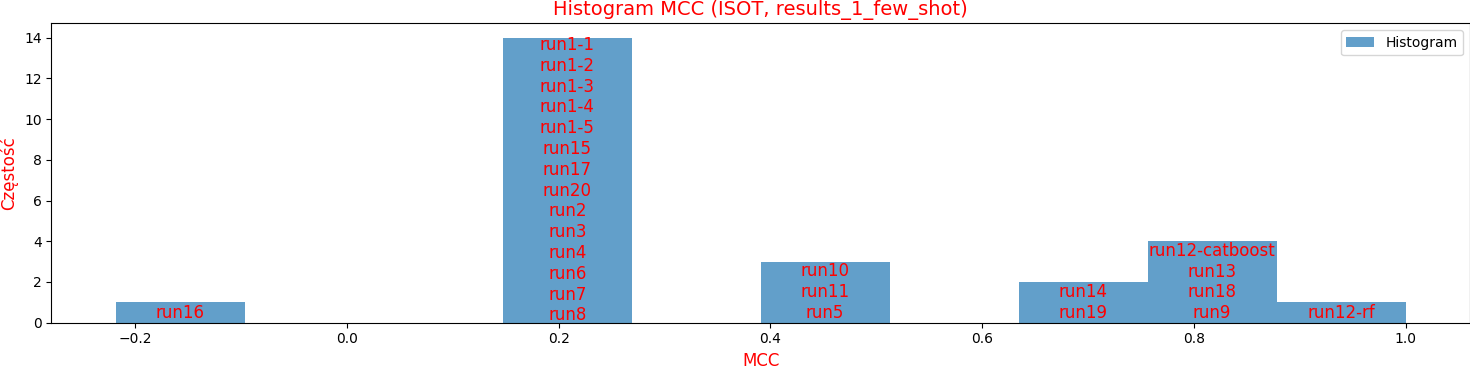 Histogram MCC (ISOT, results_1_few_shot)
Histogram
Częstość
14
12
10
8
6
4
2
0
run16
run1-1
run1-2
run1-3
run1-4
run1-5
run15
run17
run20
run2
run3
run4
run6
run7
run8
run10
run11
run5
run14
run19
run12-catboost
run13
run18
run9
run12-rf
−0.2
0.0
0.2
0.4
0.6
0.8
1.0
MCC